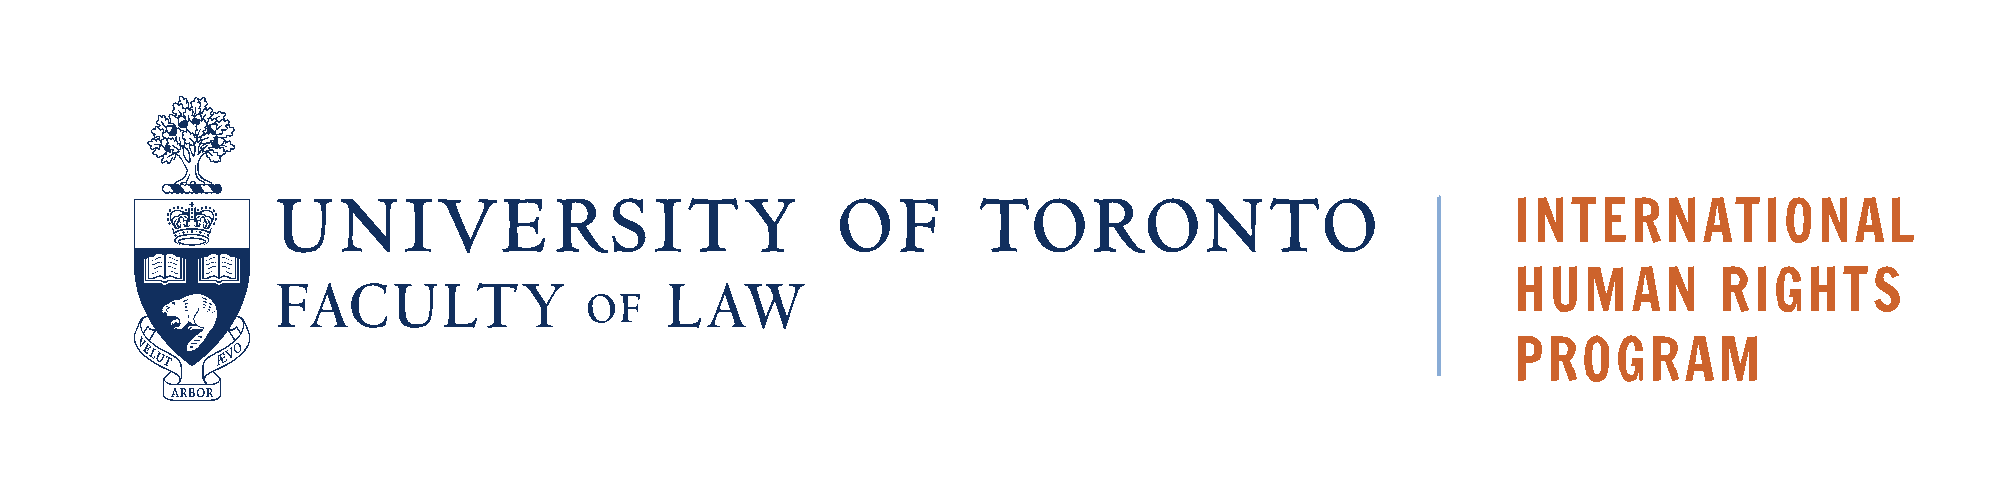 UNIVERSITY OF TORONTO
FACULTY OF LAW
VELUT ARBOR ÆVO
INTERNATIONAL
HUMAN RIGHTS
PROGRAM